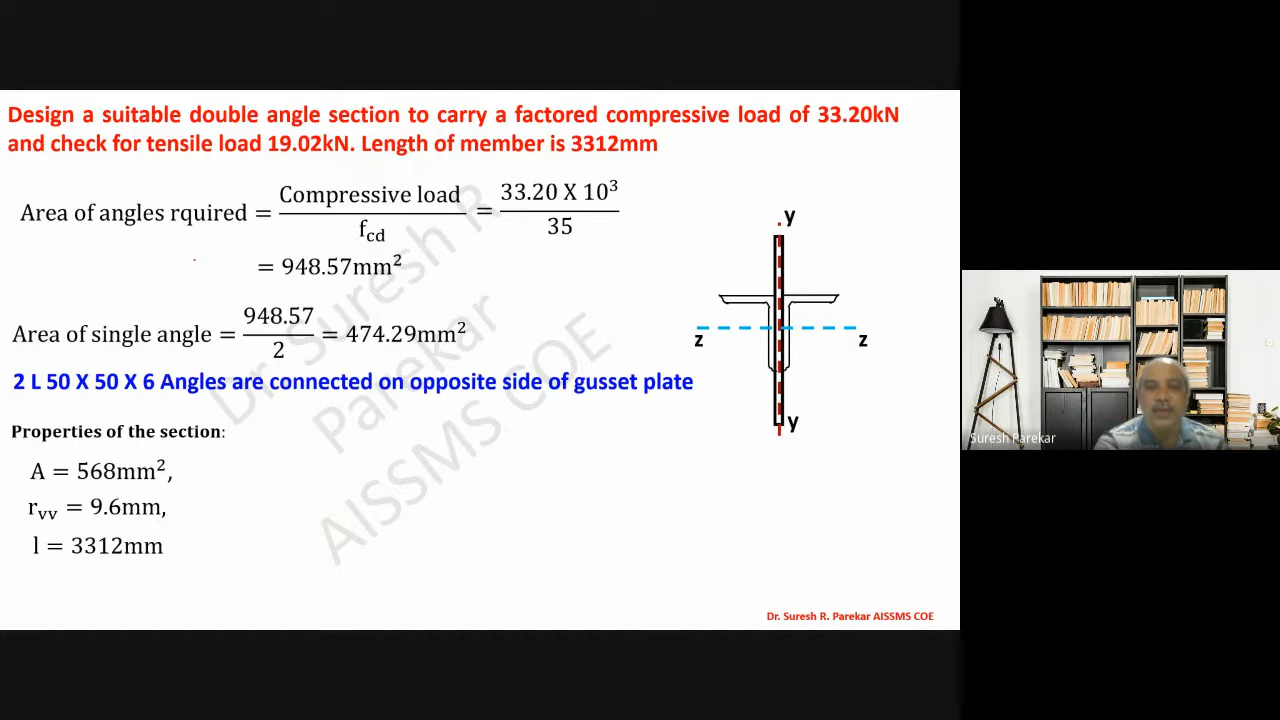 Design a suitable double angle section to carry a factored compressive load of 33.20kN
and check for tensile load 19.02kN. Length of member is 3312mm
Area of angles rquired = Compressive load / f_cd = 33.20 X 10³ / 35
= 948.57mm²
Area of single angle = 948.57 / 2 = 474.29mm²
2 L 50 X 50 X 6 Angles are connected on opposite side of gusset plate
Properties of the section:
A = 568mm²,
r_vv = 9.6mm,
l = 3312mm
y
z
z
y
Dr. Suresh R
Parekar
AISSMS COE
Dr. Suresh R. Parekar AISSMS COE
Suresh Parekar